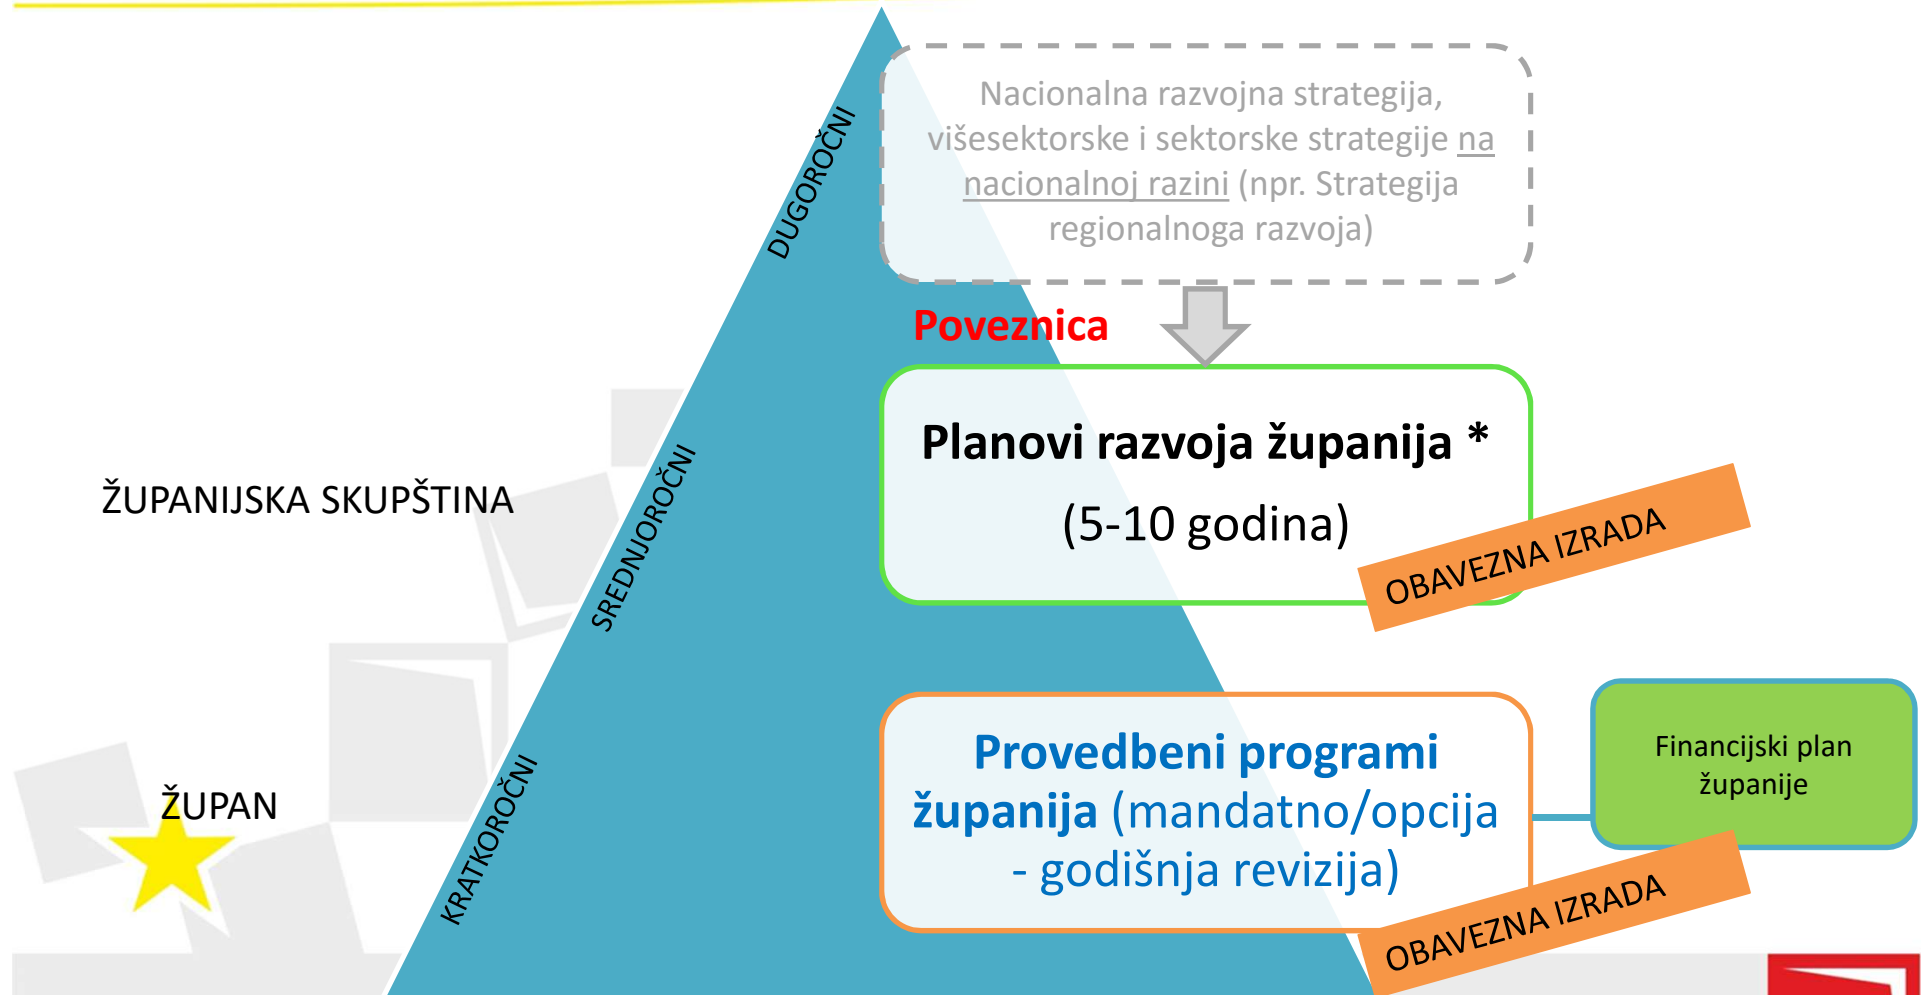 DUGOROČNI
Nacionalna razvojna strategija,
višesektorske i sektorske strategije na
nacionalnoj razini (npr. Strategija
regionalnoga razvoja)
Poveznica
ŽUPANIJSKA SKUPŠTINA
SREDNJOROČNI
Planovi razvoja županija *
(5-10 godina)
OBAVEZNA IZRADA
ŽUPAN
KRATKOROČNI
Provedbeni programi
županija (mandatno/opcija
- godišnja revizija)
Financijski plan
županije
OBAVEZNA IZRADA